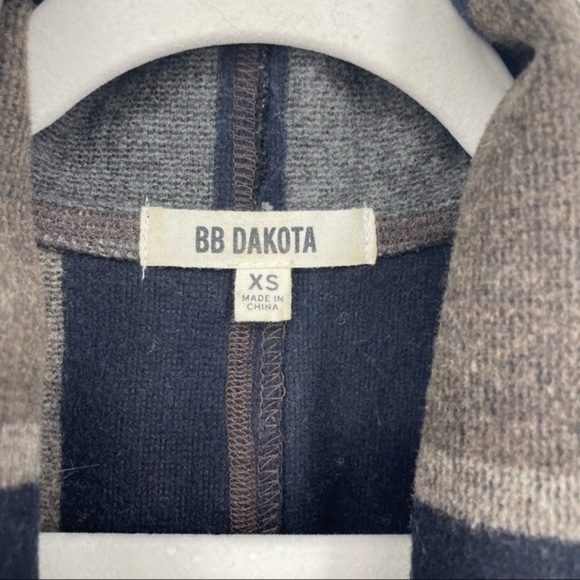 BB DAKOTA
XS
MADE IN
CHINA